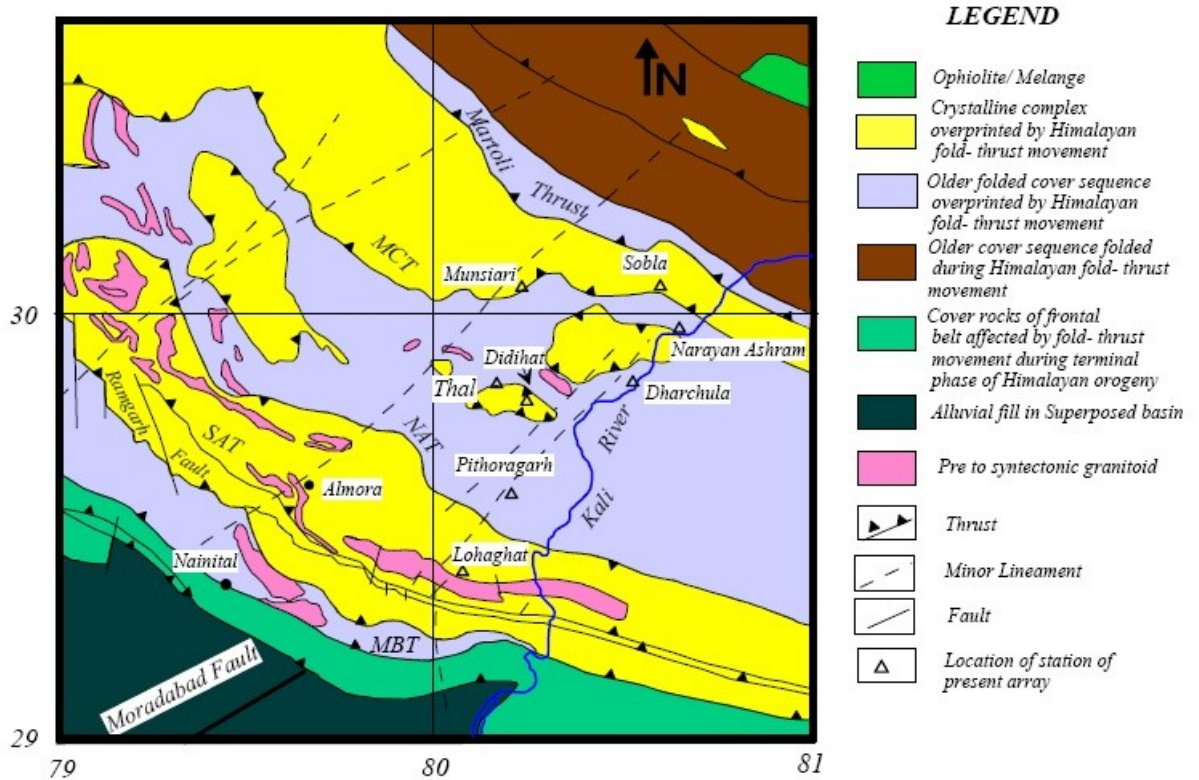 LEGEND
N
Martoli
Thrust
MCT
Munsiari
Sobla
30
Narayan Ashram
Didihat
Thal
Dharchula
Ramgarh
Fault
SAT
NAT
River
Kali
Pithoragarh
Almora
Nainital
Lohaghat
MBT
Moradabad Fault
29
79
80
81
Ophiolite/ Melange
Crystalline complex
overprinted by Himalayan
fold- thrust movement
Older folded cover sequence
overprinted by Himalayan
fold- thrust movement
Older cover sequence folded
during Himalayan fold- thrust
movement
Cover rocks of frontal
belt affected by fold- thrust
movement during terminal
phase of Himalayan orogeny
Alluvial fill in Superposed basin
Pre to syntectonic granitoid
Thrust
Minor Lineament
Fault
Location of station of
present array